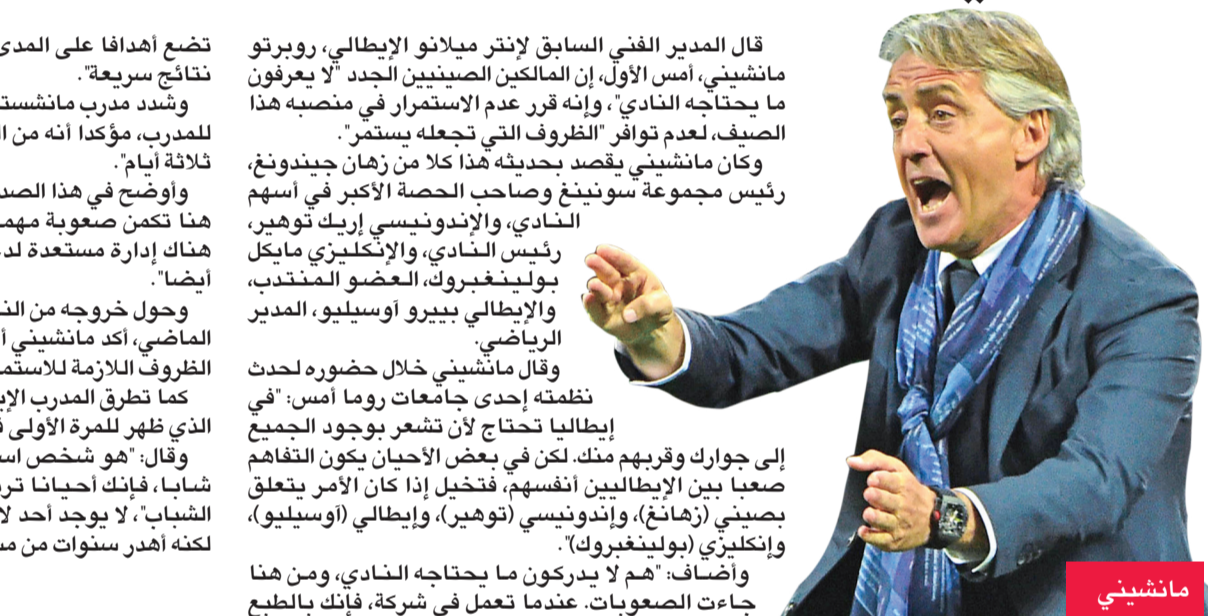 قال المدير الفني السابق لإنتر ميلانو الإيطالي، روبرتو
مانشيني، أمس الأول، إن المالكين الصينيين الجدد "لا يعرفون
ما يحتاجه النادي"، وإنه قرر عدم الاستمرار في منصبه هذا
الصيف، لعدم توافر "الظروف التي تجعله يستمر".
وكان مانشيني يقصد بحديثه هذا كلا من زهان جيندونغ،
رئيس مجموعة سونينغ وصاحب الحصة الأكبر في أسهم
النادي، والإندونيسي إريك توهير،
رئيس النادي، والإنكليزي مايكل
بولينغبروك، العضو المنتدب،
والإيطالي بييرو آوسيليو، المدير
الرياضي.
وقال مانشيني خلال حضوره لحدث
نظمته إحدى جامعات روما أمس: "في
إيطاليا تحتاج لأن تشعر بوجود الجميع
إلى جوارك وقربهم منك. لكن في بعض الأحيان يكون التفاهم
صعبا بين الإيطاليين أنفسهم، فتخيل إذا كان الأمر يتعلق
بصيني (زهانغ)، وإندونيسي (توهير)، وإيطالي (آوسيليو)،
وإنكليزي (بولينغبروك)".
وأضاف: "هم لا يدركون ما يحتاجه النادي، ومن هنا
جاءت الصعوبات. عندما تعمل في شركة، فإنك بالطبع
تضع أهدافا على المدى
نتائج سريعة".
وشدد مدرب
للمدرب، مؤكدا أنه من
ثلاثة أيام".
وأوضح في هذا
هنا تكمن صعوبة
هناك إدارة مستعدة
أيضا".
وحول خروجه من
الماضي، أكد مانشيني
الظروف اللازمة
كما تطرق المدرب
الذي ظهر للمرة الأولى
وقال: "هو شخص
شابا، فإنك أحيانا
الشباب"، لا يوجد أحد
لكنه أهدر سنوات من
مانشيني